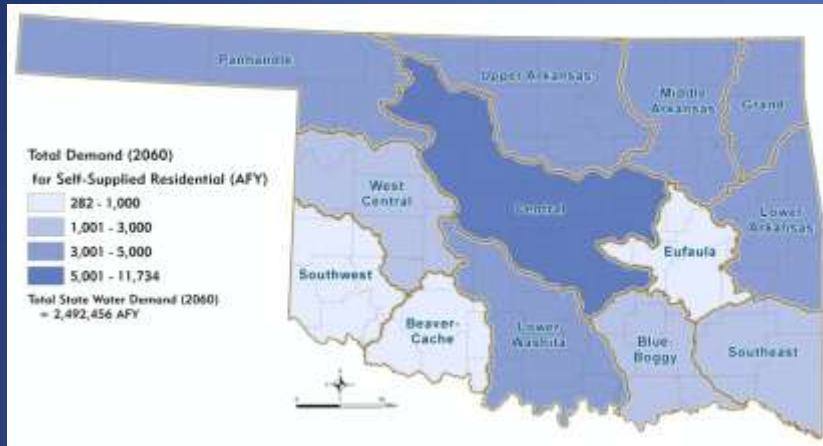 Panhandle
Upper Arkansas
Middle
Arkansas
Grand
Total Demand (2060)
for Self-Supplied Residential (AFY)
282 - 1,000
1,001 - 3,000
3,001 - 5,000
5,001 - 11,734
Total State Water Demand (2060)
= 2,492,456 AFY
West
Central
Central
Lower
Arkansas
Eufaula
Southwest
Beaver-
Cache
Lower
Washita
Blue-
Boggy
Southeast